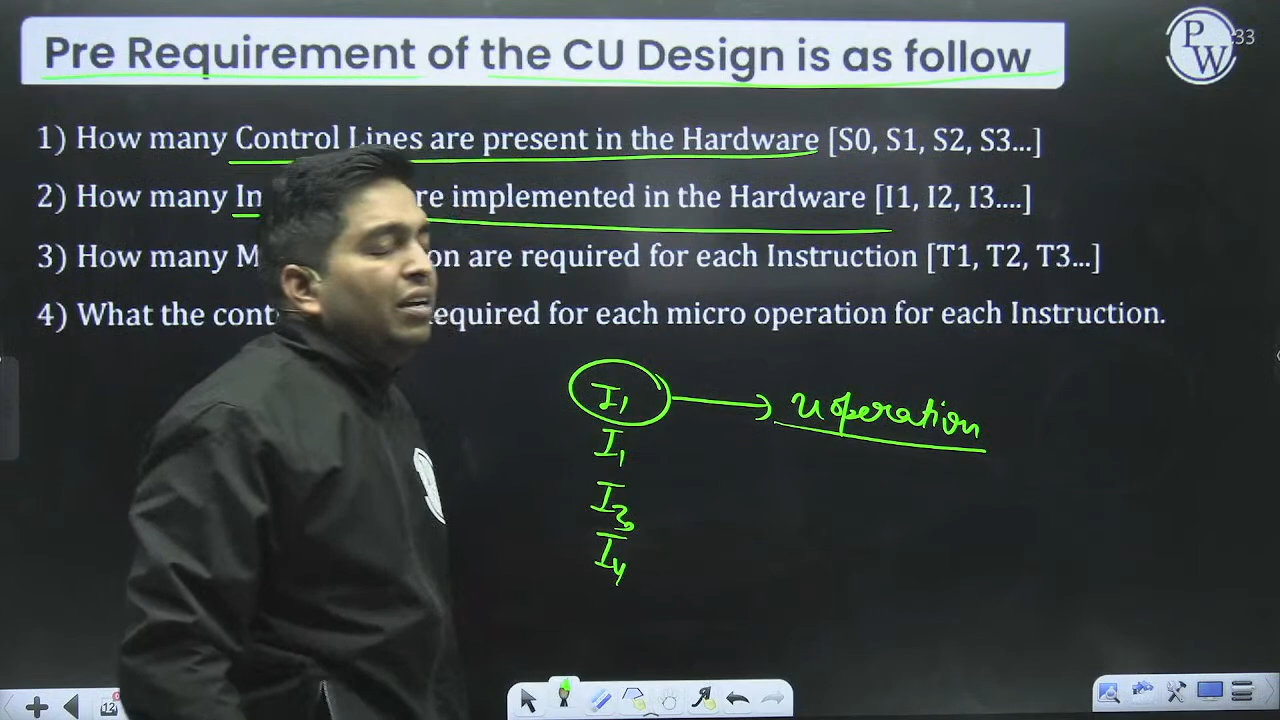 Pre Requirement of the CU Design is as follow
PW
33
1) How many Control Lines are present in the Hardware [S0, S1, S2, S3...]
2) How many In re implemented in the Hardware [I1, I2, I3....]
3) How many M on are required for each Instruction [T1, T2, T3...]
4) What the cont equired for each micro operation for each Instruction.
I1 → uoperation
I1
I3
I4
12